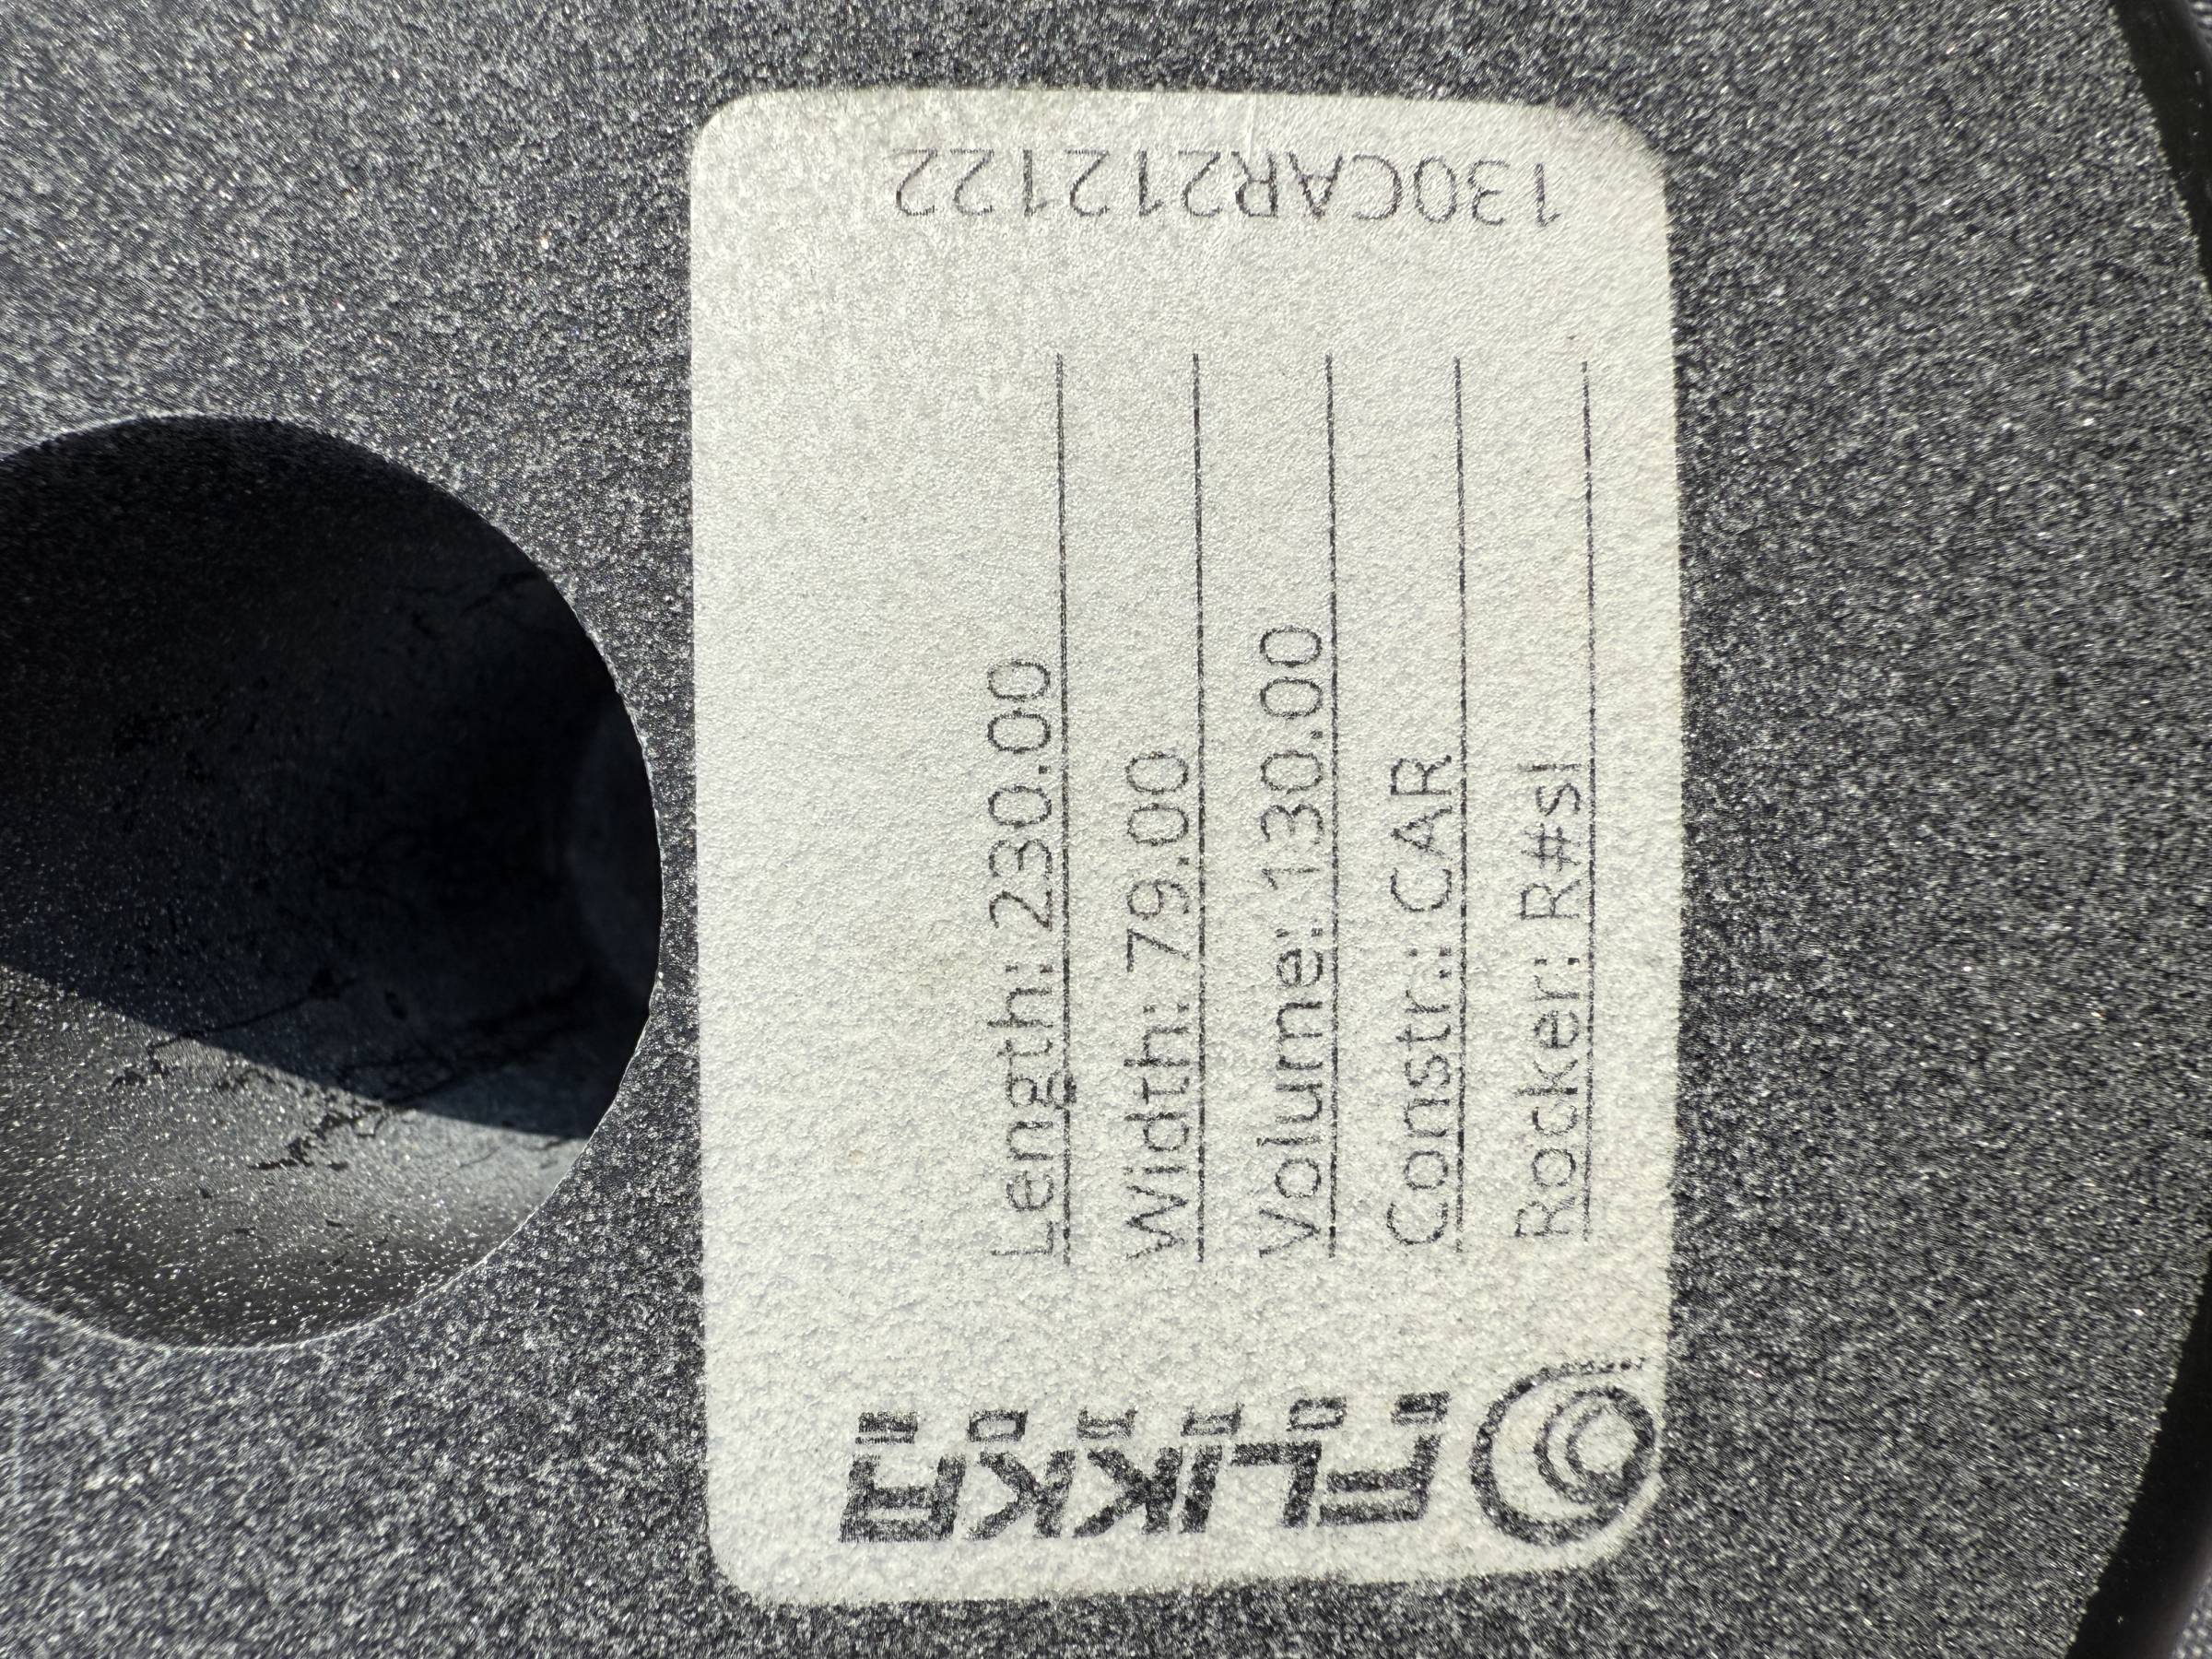 Length: 230.00
Width: 79.00
Volume: 130.00
Constr.: CAR
Rocker: R#sl
FLIKKA
130CAR212122